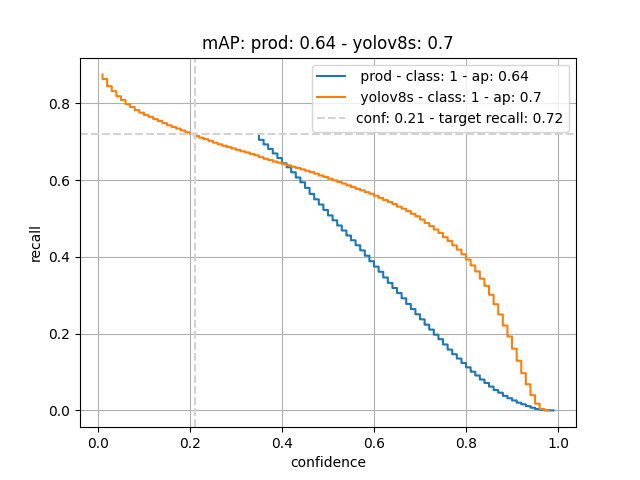 mAP: prod: 0.64 - yolov8s: 0.7
prod - class: 1 - ap: 0.64
yolov8s - class: 1 - ap: 0.7
conf: 0.21 - target recall: 0.72
recall
0.8
0.6
0.4
0.2
0.0
0.0 0.2 0.4 0.6 0.8 1.0
confidence